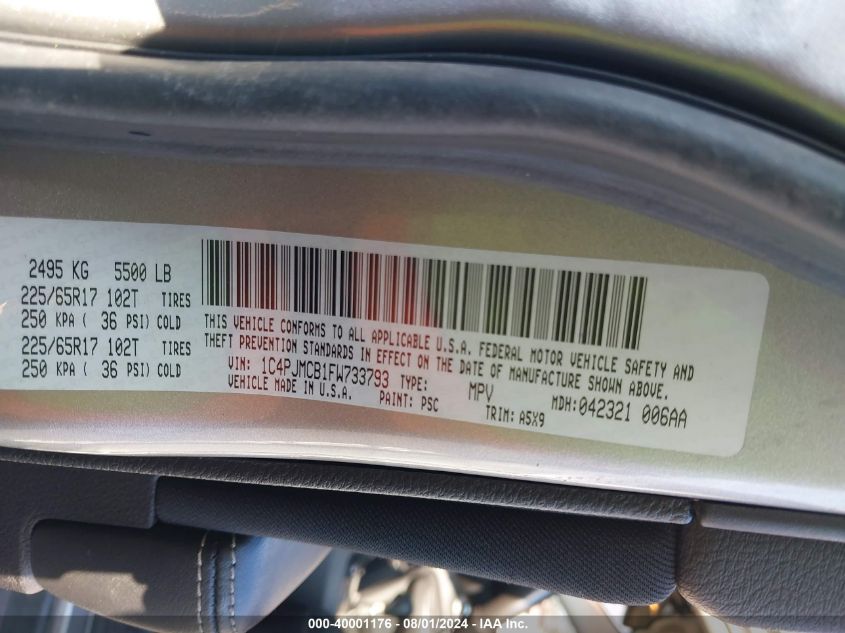 2495 KG 5500 LB
225/65R17 102T TIRES
250 KPA ( 36 PSI) COLD
225/65R17 102T TIRES
250 KPA ( 36 PSI) COLD
THIS VEHICLE CONFORMS TO ALL APPLICABLE U.S.A. FEDERAL MOTOR VEHICLE SAFETY AND
THEFT PREVENTION STANDARDS IN EFFECT ON THE DATE OF MANUFACTURE SHOWN ABOVE.
VIN: 1C4PJMCB1FW733793 TYPE: MPV MDH:042321 006AA
VEHICLE MADE IN U.S.A. PAINT: PSC TRIM: A5X9
000-40001176 - 08/01/2024 - IAA Inc.